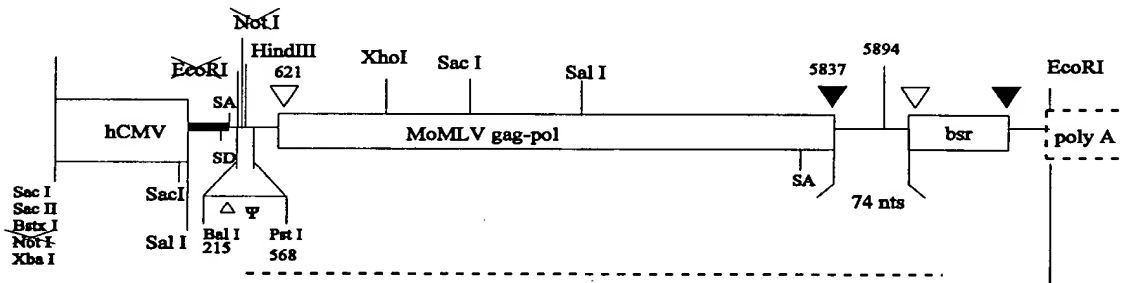 Not I
HindIII
EcoRI
621
XhoI
Sac I
Sal I
5837
5894
EcoRI
SA
hCMV
MoMLV gag-pol
bsr
poly A
SD
SA
74 nts
Sac I
Sac II
Bstx I
Not I
Xba I
SacI
Sal I
Δ Ψ
Bal I
215
Pst I
568